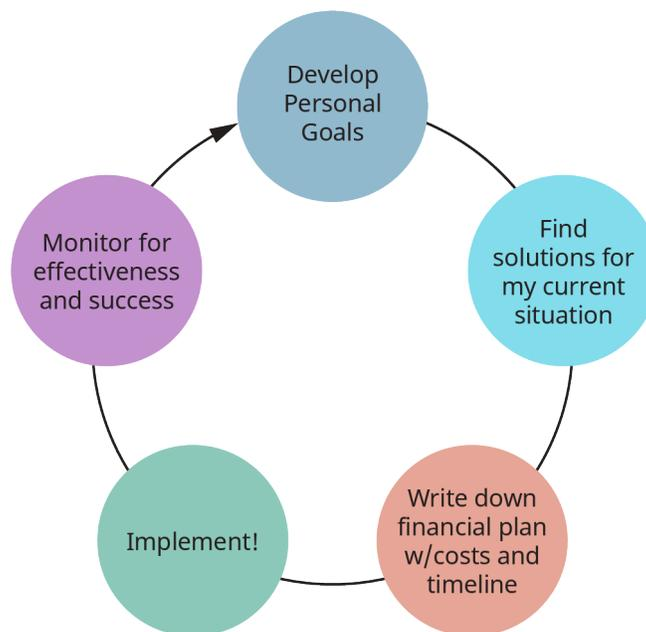 Develop
Personal
Goals
Find
solutions for
my current
situation
Write down
financial plan
w/costs and
timeline
Implement!
Monitor for
effectiveness
and success